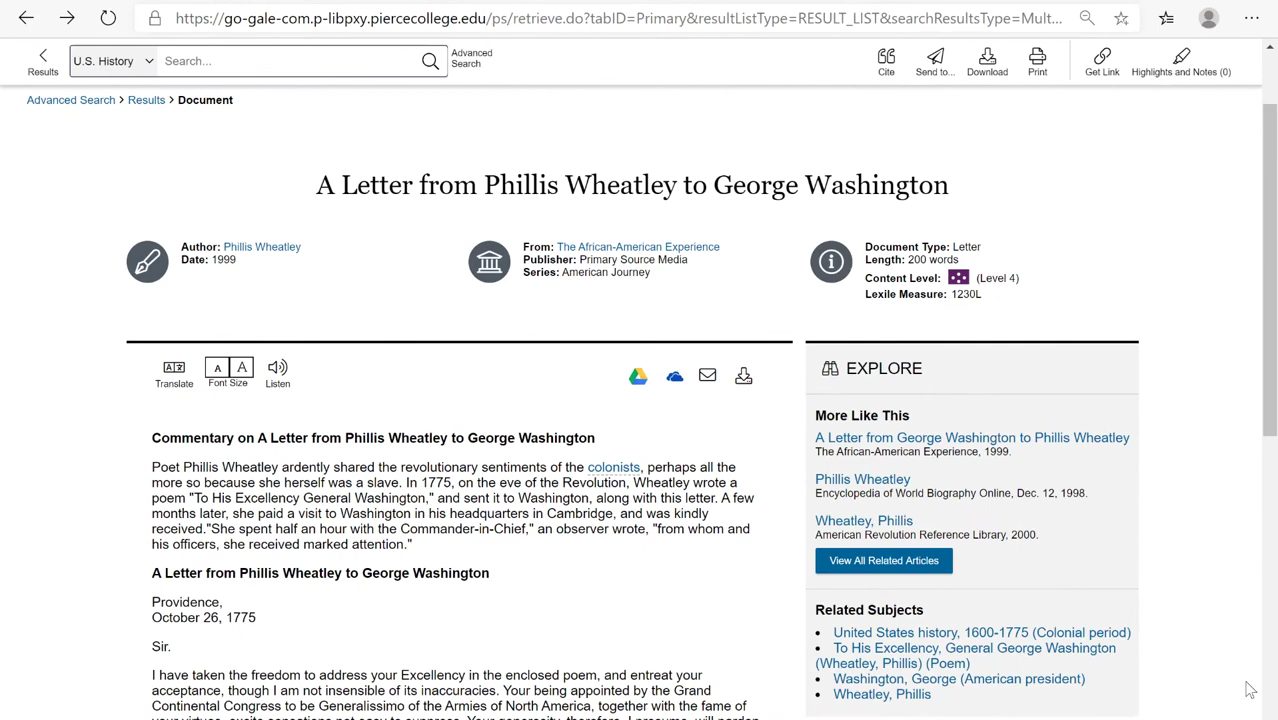 https://go-gale-com.p-libpxy.piercecollege.edu/ps/retrieve.do?tabID=Primary&resultListType=RESULT_LIST&searchResultsType=Mult...
Results
U.S. History
Search...
Advanced
Search
Cite
Send to...
Download
Print
Get Link
Highlights and Notes (0)
Advanced Search > Results > Document
A Letter from Phillis Wheatley to George Washington
Author: Phillis Wheatley
Date: 1999
From: The African-American Experience
Publisher: Primary Source Media
Series: American Journey
Document Type: Letter
Length: 200 words
Content Level: (Level 4)
Lexile Measure: 1230L
Translate
A A
Font Size
Listen
Commentary on A Letter from Phillis Wheatley to George Washington
Poet Phillis Wheatley ardently shared the revolutionary sentiments of the colonists, perhaps all the
more so because she herself was a slave. In 1775, on the eve of the Revolution, Wheatley wrote a
poem "To His Excellency General Washington," and sent it to Washington, along with this letter. A few
months later, she paid a visit to Washington in his headquarters in Cambridge, and was kindly
received."She spent half an hour with the Commander-in-Chief," an observer wrote, "from whom and
his officers, she received marked attention."
A Letter from Phillis Wheatley to George Washington
Providence,
October 26, 1775
Sir.
I have taken the freedom to address your Excellency in the enclosed poem, and entreat your
acceptance, though I am not insensible of its inaccuracies. Your being appointed by the Grand
Continental Congress to be Generalissimo of the Armies of North America, together with the fame of
your virtues, excite sensations not easy to suppress. Your generosity, therefore, I presume, will pardon
EXPLORE
More Like This
A Letter from George Washington to Phillis Wheatley
The African-American Experience, 1999.
Phillis Wheatley
Encyclopedia of World Biography Online, Dec. 12, 1998.
Wheatley, Phillis
American Revolution Reference Library, 2000.
View All Related Articles
Related Subjects
• United States history, 1600-1775 (Colonial period)
• To His Excellency, General George Washington
(Wheatley, Phillis) (Poem)
• Washington, George (American president)
• Wheatley, Phillis